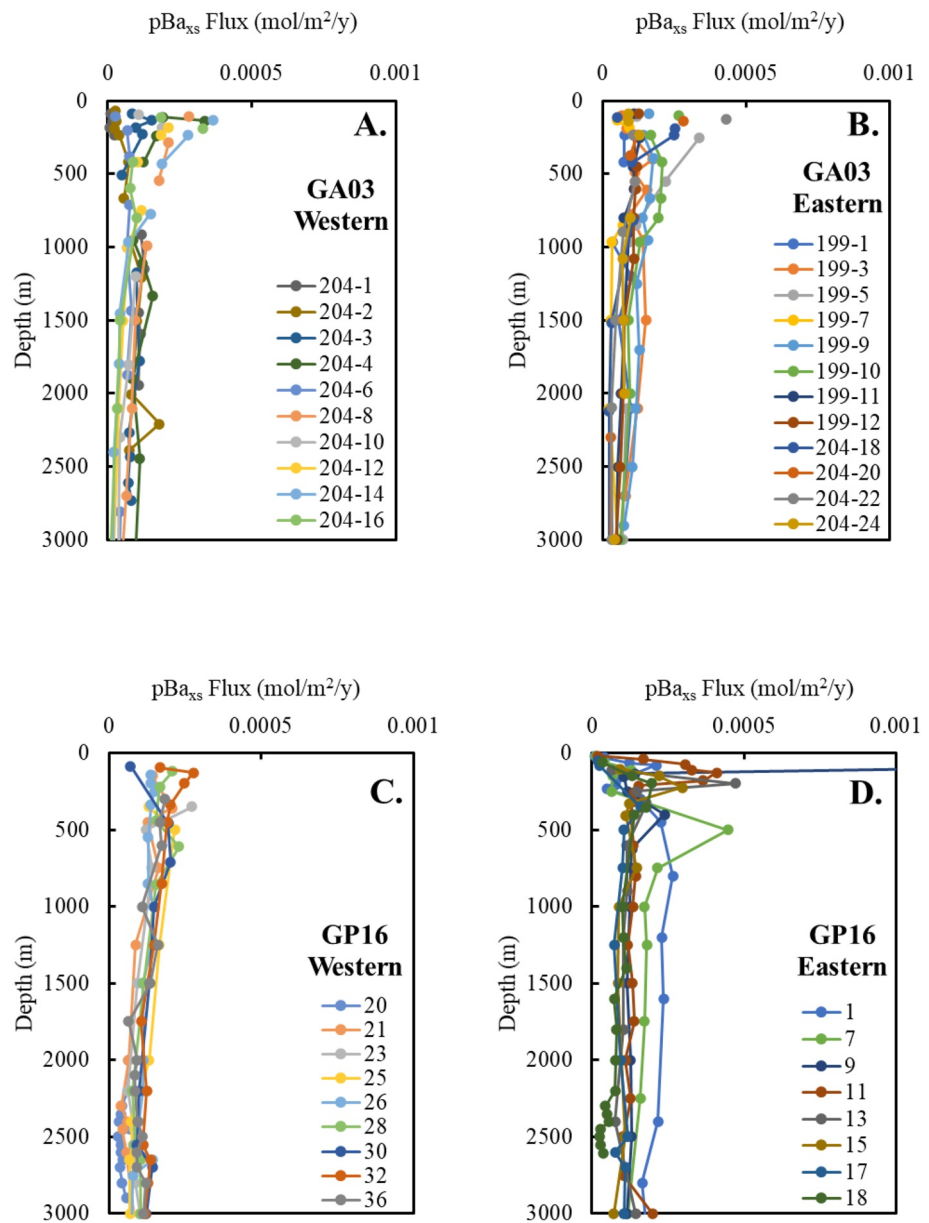 pBaxs Flux (mol/m2/y)
0 0.0005 0.001
0
500
1000
1500
2000
2500
3000
Depth (m)
A.
GA03
Western
204-1
204-2
204-3
204-4
204-6
204-8
204-10
204-12
204-14
204-16
pBaxs Flux (mol/m2/y)
0 0.0005 0.001
0
500
1000
1500
2000
2500
3000
Depth (m)
B.
GA03
Eastern
199-1
199-3
199-5
199-7
199-9
199-10
199-11
199-12
204-18
204-20
204-22
204-24
pBaxs Flux (mol/m2/y)
0 0.0005 0.001
0
500
1000
1500
2000
2500
3000
Depth (m)
C.
GP16
Western
20
21
23
25
26
28
30
32
36
pBaxs Flux (mol/m2/y)
0 0.0005 0.001
0
500
1000
1500
2000
2500
3000
Depth (m)
D.
GP16
Eastern
1
7
9
11
13
15
17
18